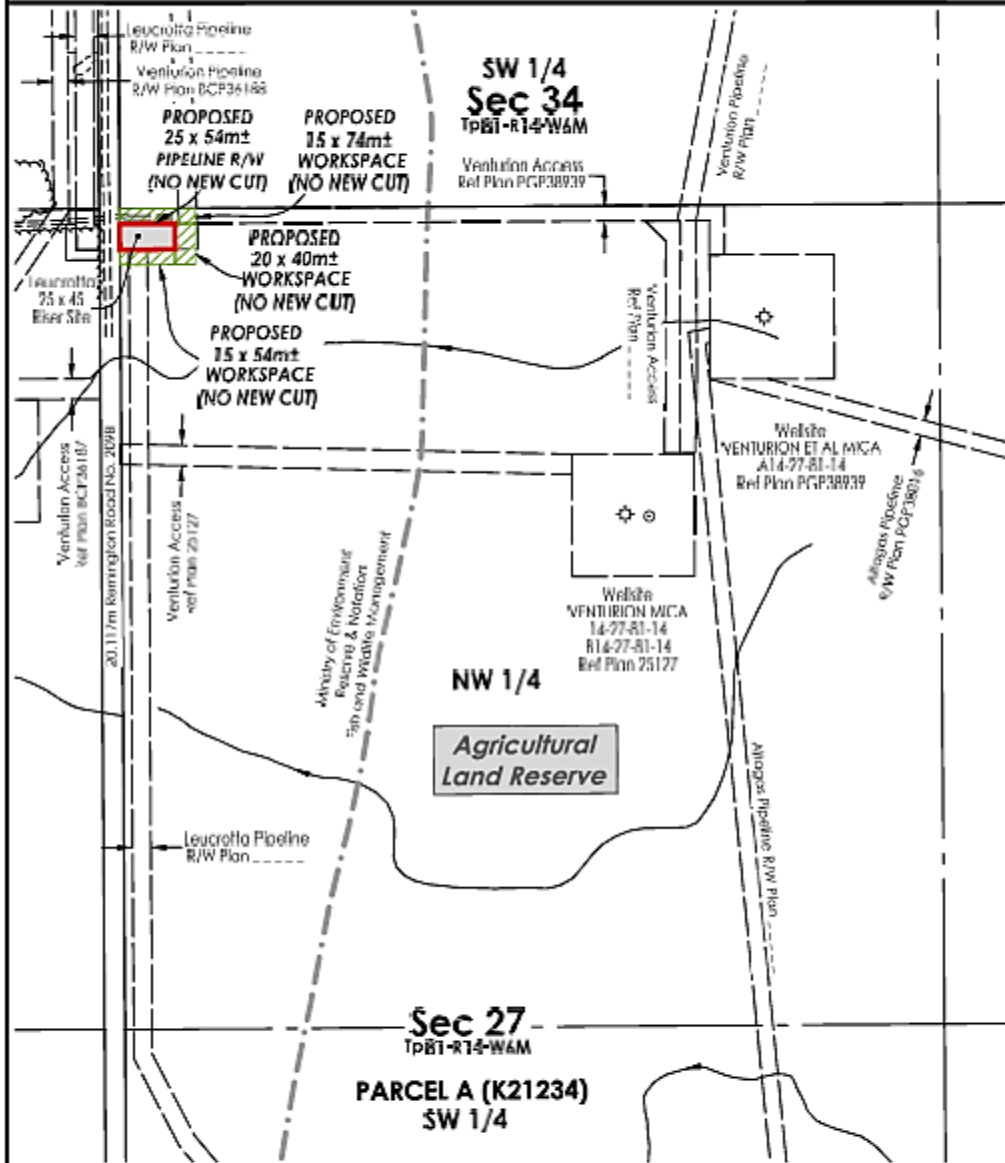 Leucrotta Pipeline
R/W Plan ______
Venturion Pipeline
R/W Plan BCP36188
PROPOSED
25 x 54m±
PIPELINE R/W
(NO NEW CUT)
PROPOSED
15 x 74m±
WORKSPACE
(NO NEW CUT)
SW 1/4
Sec 34
Tp81-R14-W6M
Venturion Access
Ref Plan PGP38939
Venturion Pipeline
R/W Plan ______
PROPOSED
20 x 40m±
WORKSPACE
(NO NEW CUT)
Leucrotta
25 x 45
Riser Site
PROPOSED
15 x 54m±
WORKSPACE
(NO NEW CUT)
Venturion Access
Ref Plan ______
Venturion Access
Ref Plan BCP36187
20.117m Remington Road No. 209B
Venturion Access
Ref Plan 25127
Wellsite
VENTURION ET AL MICA
A14-27-81-14
Ref Plan PGP38939
Altagas Pipeline
R/W Plan PGP38016
Ministry of Environment
Reserve & Notation
Fish and Wildlife Management
Wellsite
VENTURION MICA
14-27-81-14
B14-27-81-14
Ref Plan 25127
NW 1/4
Agricultural
Land Reserve
Altagas Pipeline R/W Plan ______
Leucrotta Pipeline
R/W Plan ______
Sec 27
Tp81-R14-W6M
PARCEL A (K21234)
SW 1/4